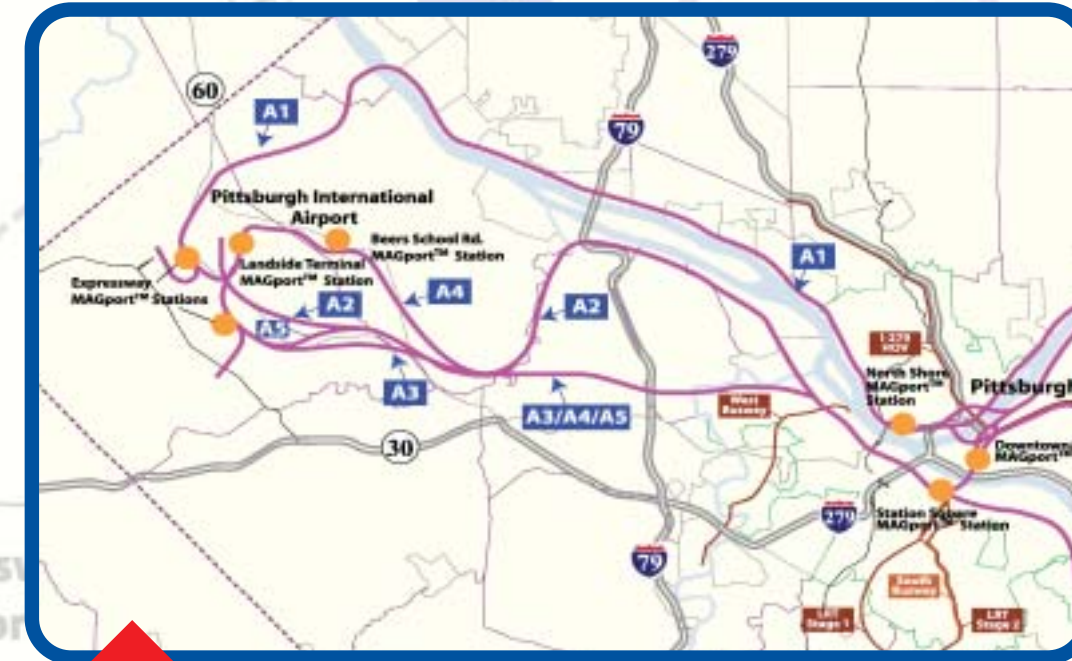 279
60
A1
79
Pittsburgh International
Airport
Beers School Rd.
MAGport™ Station
Landside Terminal
MAGport™ Station
Expressway
MAGport™ Stations
A1
A4
A2
A2
A5
A3
A3/A4/A5
I-279
HOV
North Shore
MAGport™
Station
Pittsburgh
West
Busway
30
Downtown
MAGport™
279
Station Square
MAGport™ Station
79
South
Busway
LRT
Stage 1
LRT
Stage 2